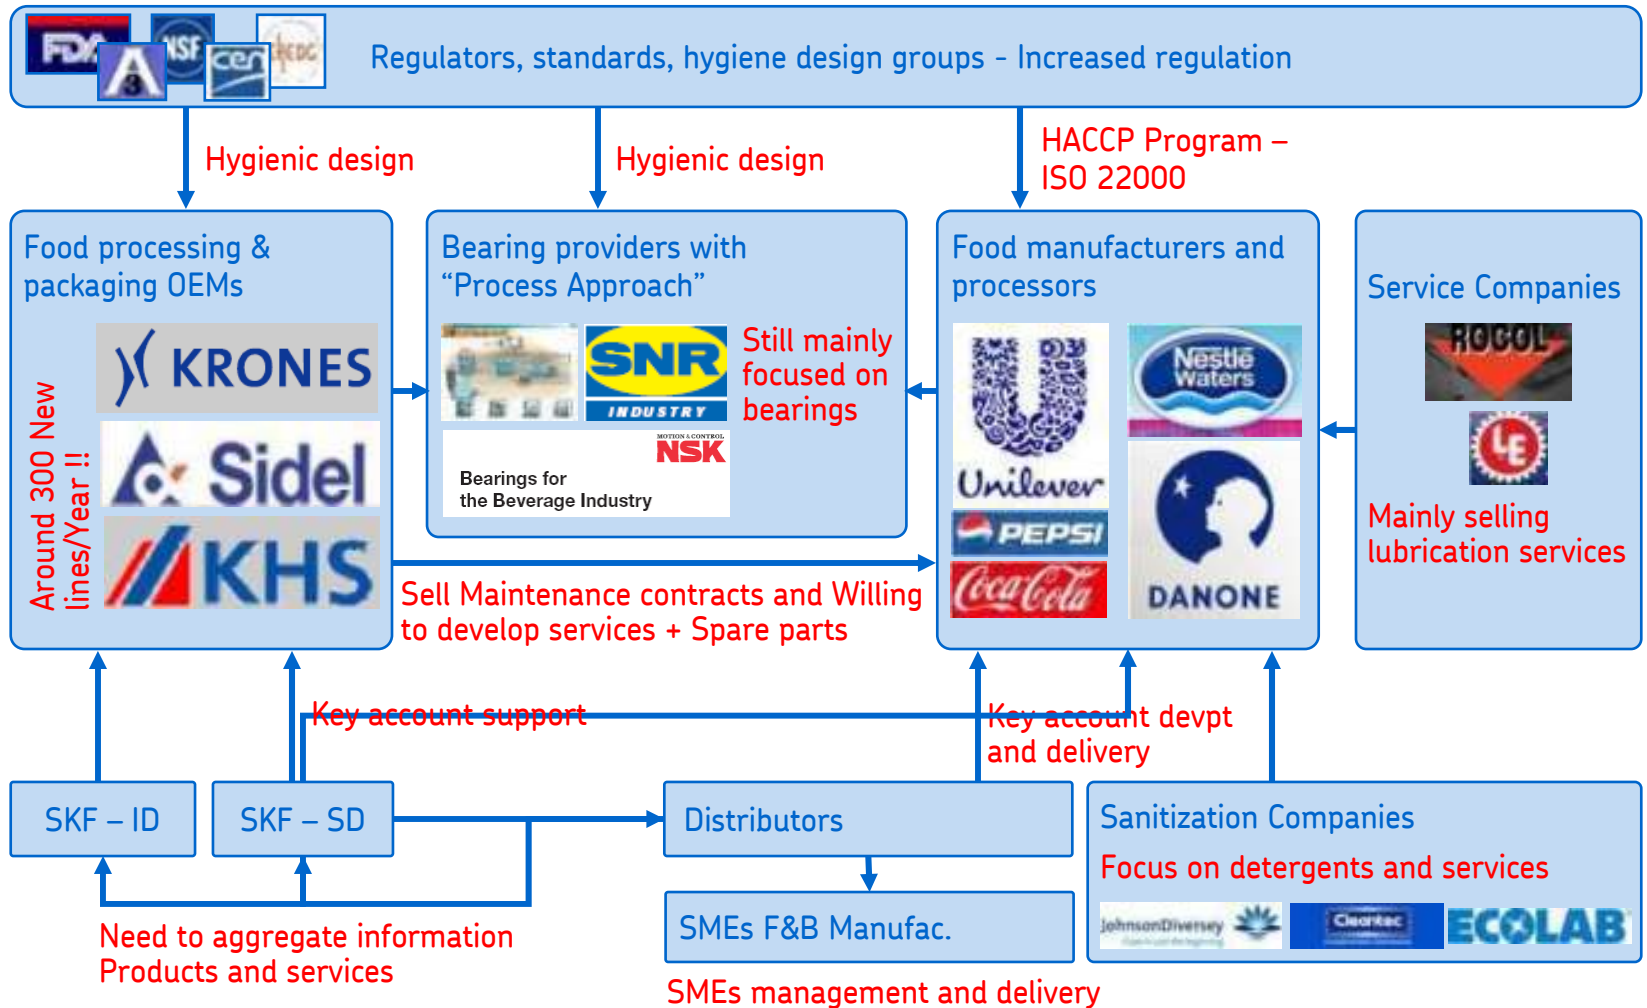 FDA
NSF
A
3
cen
EHEDG
Regulators, standards, hygiene design groups - Increased regulation
Hygienic design
Hygienic design
HACCP Program –
ISO 22000
Food processing &
packaging OEMs
KRONES
Sidel
KHS
Around 300 New
lines/Year !!
Bearing providers with
“Process Approach”
SNR
INDUSTRY
Still mainly
focused on
bearings
MOTION & CONTROL
NSK
Bearings for
the Beverage Industry
Food manufacturers and
processors
Unilever
PEPSI
Coca-Cola
Nestlé
Waters
DANONE
Service Companies
ROCOL
LE
Mainly selling
lubrication services
Sell Maintenance contracts and Willing
to develop services + Spare parts
Key account support
Key account devpt
and delivery
SKF – ID
SKF – SD
Distributors
Sanitization Companies
Focus on detergents and services
JohnsonDiversey
Cleantec
ECOLAB
SMEs F&B Manufac.
Need to aggregate information
Products and services
SMEs management and delivery